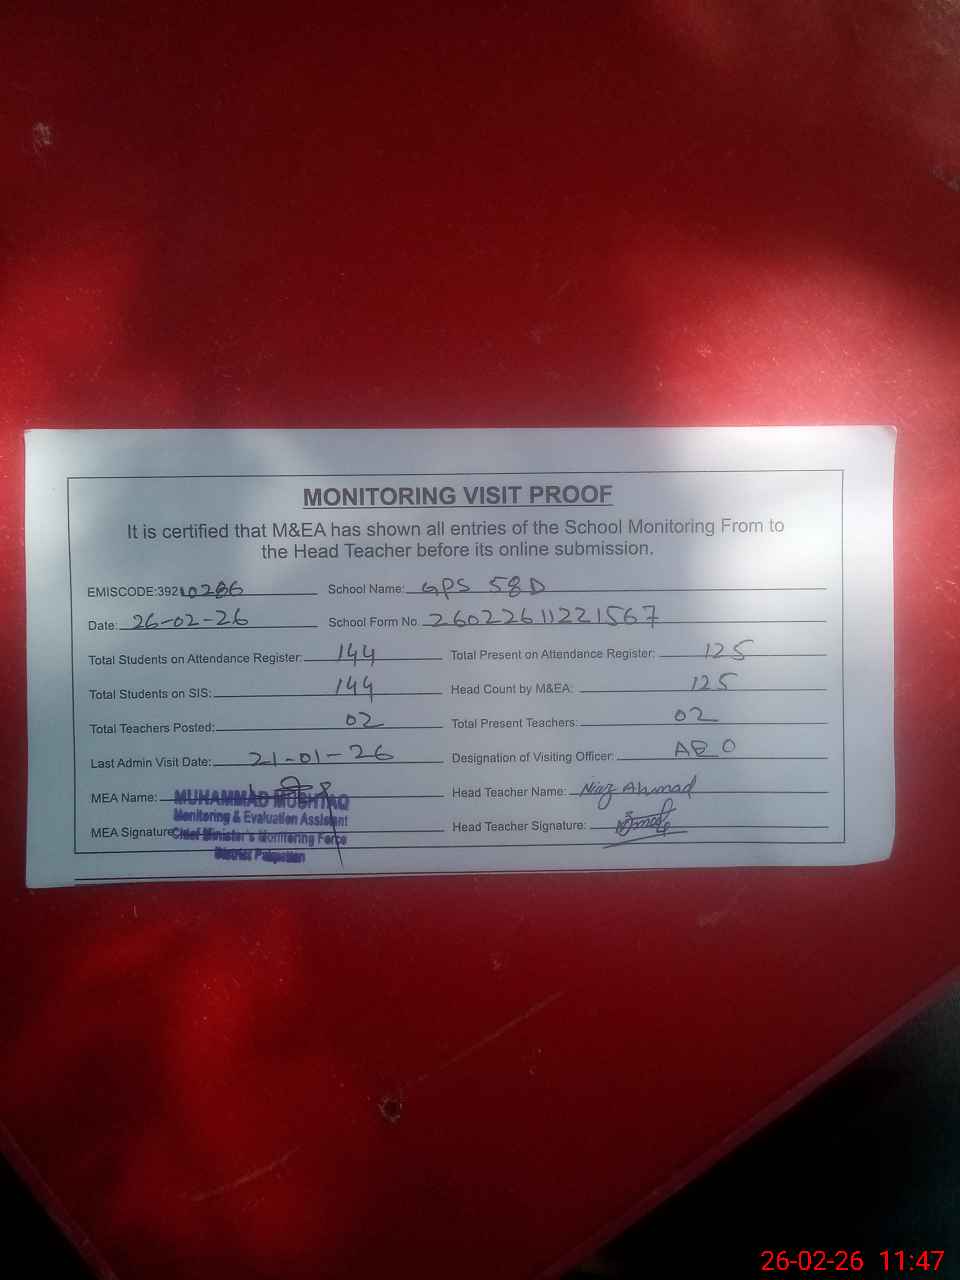 MONITORING VISIT PROOF
It is certified that M&EA has shown all entries of the School Monitoring From to
the Head Teacher before its online submission.
EMISCODE:39210286 School Name: GPS 58D
Date: 26-02-26 School Form No 26022611221567
Total Students on Attendance Register: 144 Total Present on Attendance Register: 125
Total Students on SIS: 144 Head Count by M&EA: 125
Total Teachers Posted: 02 Total Present Teachers: 02
Last Admin Visit Date: 21-01-26 Designation of Visiting Officer: AEO
MEA Name: MUHAMMAD MUSHTAQ Head Teacher Name: Niaz Ahmad
Monitoring & Evaluation Assistant
MEA Signature Chief Minister's Monitoring Force Head Teacher Signature:
District Pakpattan
26-02-26 11:47